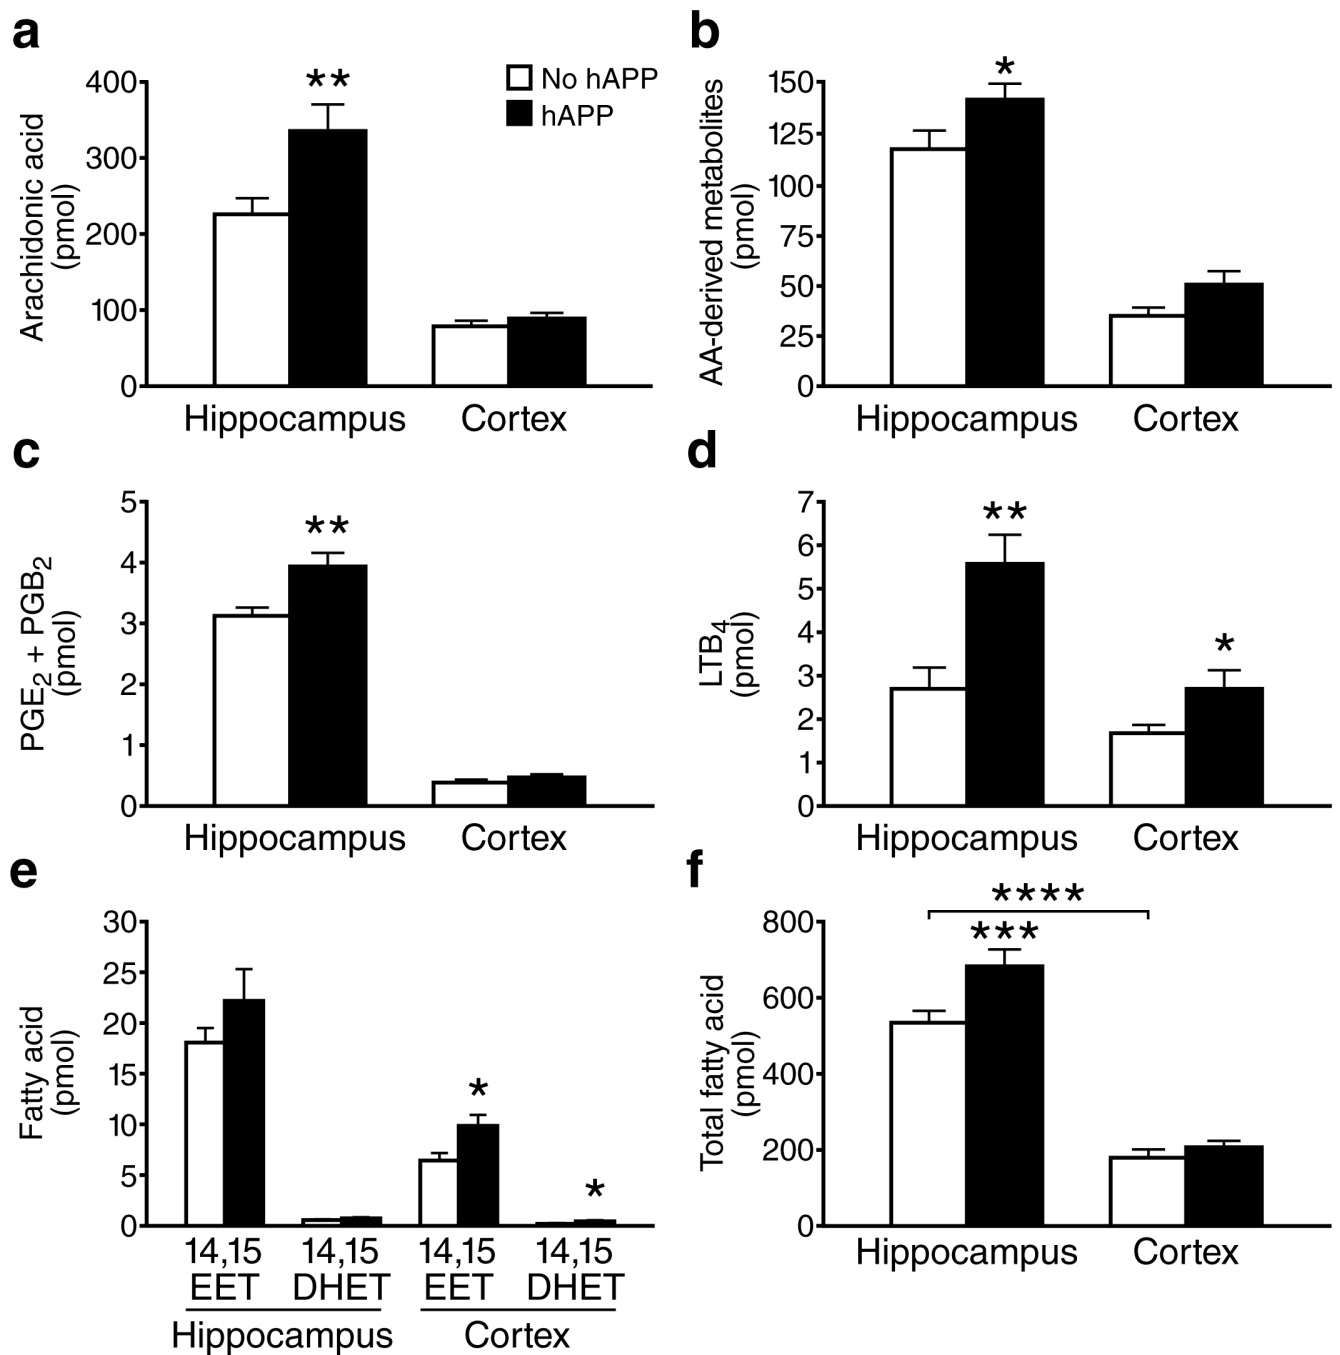 a
Arachidonic acid
(pmol)
400
300
200
100
0
**
No hAPP
hAPP
Hippocampus
Cortex
b
AA-derived metabolites
(pmol)
150
125
100
75
50
25
0
*
Hippocampus
Cortex
c
PGE2 + PGB2
(pmol)
5
4
3
2
1
0
**
Hippocampus
Cortex
d
LTB4
(pmol)
7
6
5
4
3
2
1
0
**
*
Hippocampus
Cortex
e
Fatty acid
(pmol)
30
25
20
15
10
5
0
*
*
14,15 14,15 14,15 14,15
EET DHET EET DHET
Hippocampus
Cortex
f
Total fatty acid
(pmol)
800
600
400
200
0
****
***
Hippocampus
Cortex